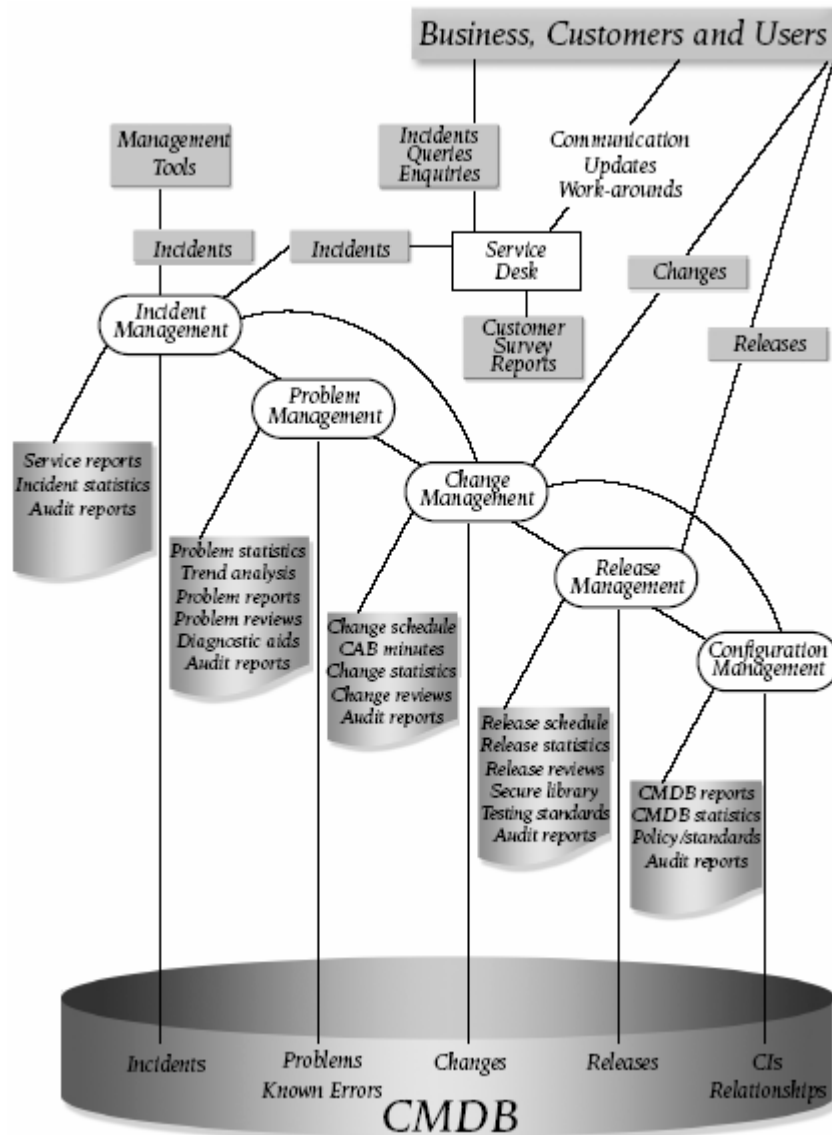 Business, Customers and Users
Management
Tools
Incidents
Queries
Enquiries
Communication
Updates
Work-arounds
Incidents
Incidents
Service
Desk
Changes
Customer
Survey
Reports
Releases
Incident
Management
Problem
Management
Service reports
Incident statistics
Audit reports
Change
Management
Problem statistics
Trend analysis
Problem reports
Problem reviews
Diagnostic aids
Audit reports
Release
Management
Change schedule
CAB minutes
Change statistics
Change reviews
Audit reports
Configuration
Management
Release schedule
Release statistics
Release reviews
Secure library
Testing standards
Audit reports
CMDB reports
CMDB statistics
Policy/standards
Audit reports
Incidents
Problems
Known Errors
Changes
Releases
CIs
Relationships
CMDB